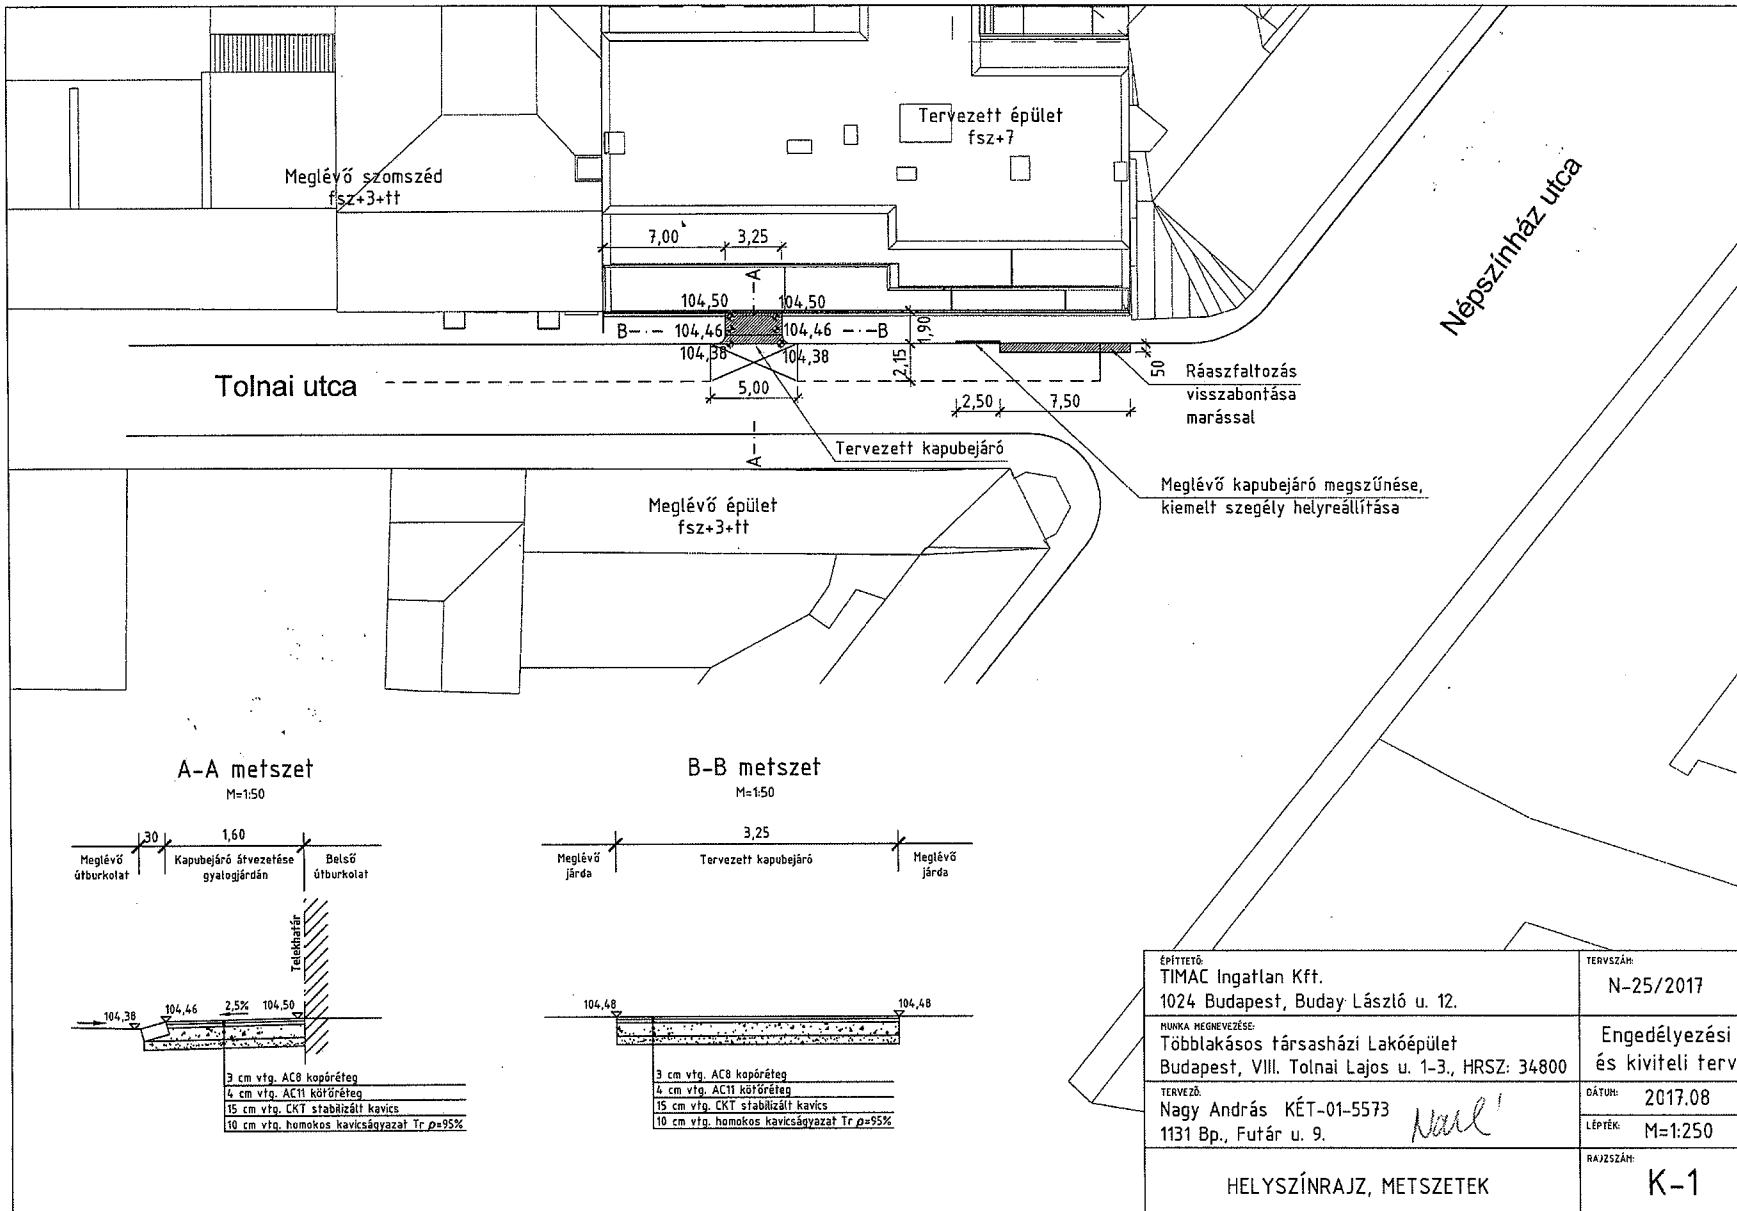 Tervezett épület
fsz+7
Meglévő szomszéd
fsz+3+tt
Népszínház utca
7,00
3,25
A
104,50
104,50
B
104,46
104,46
B
1,90
104,38
104,38
2,15
50
Tolnai utca
5,00
2,50
7,50
Ráaszfaltozás
visszabontása
marással
Tervezett kapubejáró
A
Meglévő kapubejáró megszűnése,
kiemelt szegély helyreállítása
Meglévő épület
fsz+3+tt
A-A metszet
M=1:50
30
1,60
Meglévő
útburkolat
Kapubejáró átvezetése
gyalogjárdán
Belső
útburkolat
Telekhatár
104,38
104,46
2,5%
104,50
3 cm vtg. AC8 kopóréteg
4 cm vtg. AC11 kötőréteg
15 cm vtg. CKT stabilizált kavics
10 cm vtg. homokos kavicságyazat Tr ρ=95%
B-B metszet
M=1:50
3,25
Meglévő
járda
Tervezett kapubejáró
Meglévő
járda
104,48
104,48
3 cm vtg. AC8 kopóréteg
4 cm vtg. AC11 kötőréteg
15 cm vtg. CKT stabilizált kavics
10 cm vtg. homokos kavicságyazat Tr ρ=95%
ÉPÍTTETŐ:
TIMAC Ingatlan Kft.
1024 Budapest, Buday László u. 12.
TERVSZÁM:
N-25/2017
MUNKA MEGNEVEZÉSE:
Többlakásos társasházi Lakóépület
Budapest, VIII. Tolnai Lajos u. 1-3., HRSZ: 34800
Engedélyezési
és kiviteli terv
TERVEZŐ:
Nagy András KÉT-01-5573
1131 Bp., Futár u. 9.
DÁTUM:
2017.08
LÉPTÉK:
M=1:250
HELYSZÍNRAJZ, METSZETEK
RAJZSZÁM:
K-1